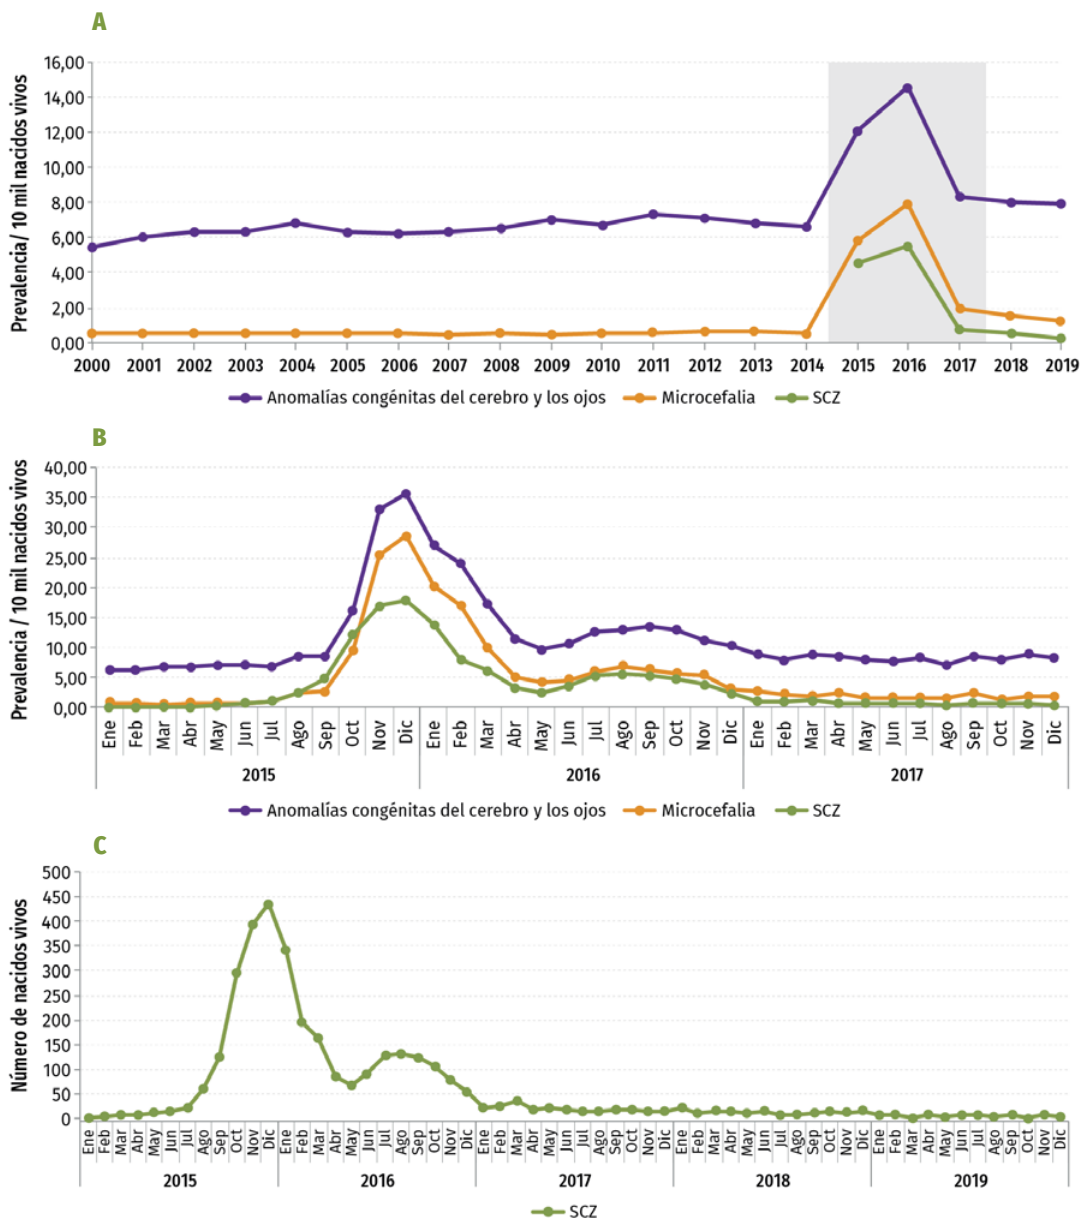 A
Prevalencia/ 10 mil nacidos vivos
16,00
14,00
12,00
10,00
8,00
6,00
4,00
2,00
0,00
2000 2001 2002 2003 2004 2005 2006 2007 2008 2009 2010 2011 2012 2013 2014 2015 2016 2017 2018 2019
Anomalías congénitas del cerebro y los ojos Microcefalia SCZ
B
Prevalencia / 10 mil nacidos vivos
40,00
35,00
30,00
25,00
20,00
15,00
10,00
5,00
0,00
Ene Feb Mar Abr May Jun Jul Ago Sep Oct Nov Dic Ene Feb Mar Abr May Jun Jul Ago Sep Oct Nov Dic Ene Feb Mar Abr May Jun Jul Ago Sep Oct Nov Dic
2015 2016 2017
Anomalías congénitas del cerebro y los ojos Microcefalia SCZ
C
Número de nacidos vivos
500
450
400
350
300
250
200
150
100
50
0
Ene Feb Mar Abr May Jun Jul Ago Sep Oct Nov Dic Ene Feb Mar Abr May Jun Jul Ago Sep Oct Nov Dic Ene Feb Mar Abr May Jun Jul Ago Sep Oct Nov Dic Ene Feb Mar Abr May Jun Jul Ago Sep Oct Nov Dic Ene Feb Mar Abr May Jun Jul Ago Sep Oct Nov Dic
2015 2016 2017 2018 2019
SCZ